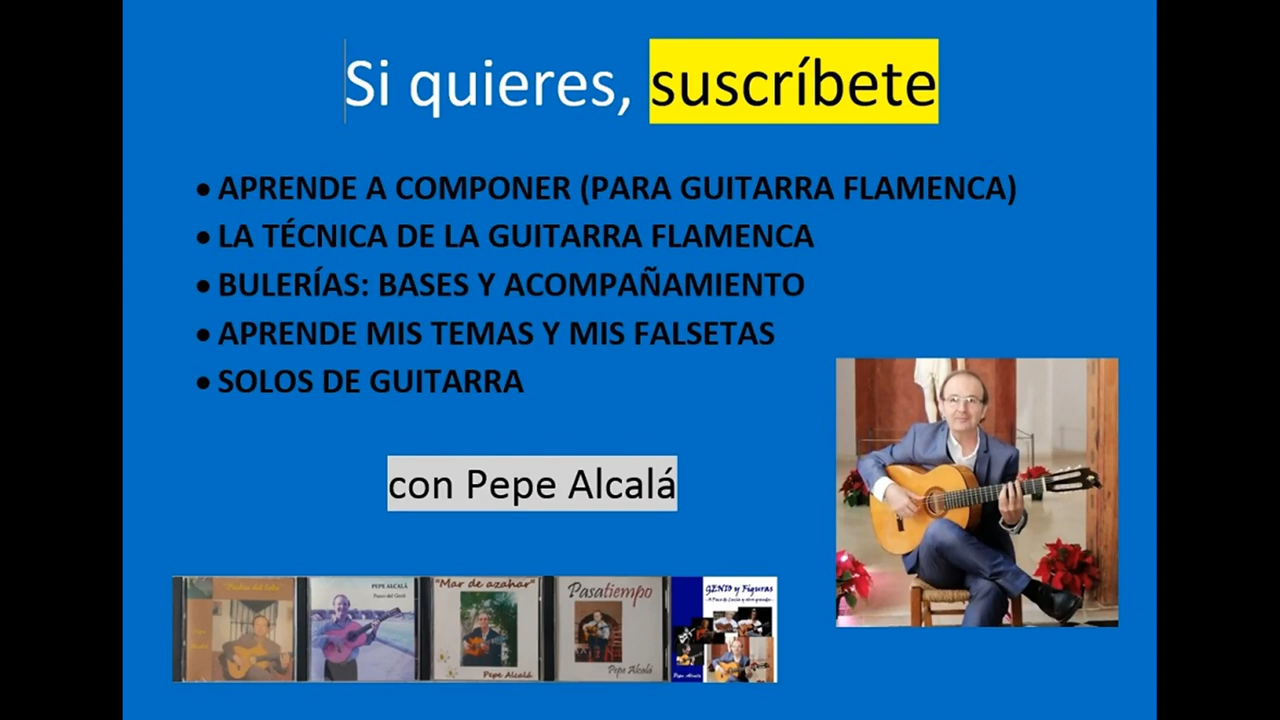 Si quieres, suscríbete
• APRENDE A COMPONER (PARA GUITARRA FLAMENCA)
• LA TÉCNICA DE LA GUITARRA FLAMENCA
• BULERÍAS: BASES Y ACOMPAÑAMIENTO
• APRENDE MIS TEMAS Y MIS FALSETAS
• SOLOS DE GUITARRA
con Pepe Alcalá
PEPE ALCALÁ
"Mar de azahar"
Pepe Alcalá
Pasatiempo
Pepe Alcalá
GENIO y Figuras
Pepe Alcalá